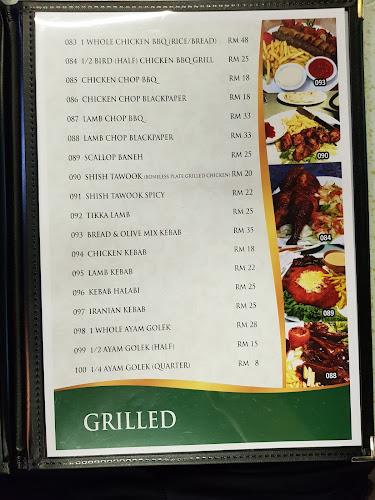 083 1 WHOLE CHICKEN BBQ (RICE/BREAD) RM 48
084 1/2 BIRD (HALF) CHICKEN BBQ GRILL RM 25
085 CHICKEN CHOP BBQ RM 18
086 CHICKEN CHOP BLACKPAPER RM 18
087 LAMB CHOP BBQ RM 33
088 LAMB CHOP BLACKPAPER RM 33
089 SCALLOP BANEH RM 25
090 SHISH TAWOOK (BONELESS PLATE GRILLED CHICKEN) RM 20
091 SHISH TAWOOK SPICY RM 22
092 TIKKA LAMB RM 25
093 BREAD & OLIVE MIX KEBAB RM 35
094 CHICKEN KEBAB RM 18
095 LAMB KEBAB RM 22
096 KEBAB HALABI RM 25
097 IRANIAN KEBAB RM 25
098 1 WHOLE AYAM GOLEK RM 28
099 1/2 AYAM GOLEK (HALF) RM 15
100 1/4 AYAM GOLEK (QUARTER) RM 8
093
090
084
089
088
GRILLED